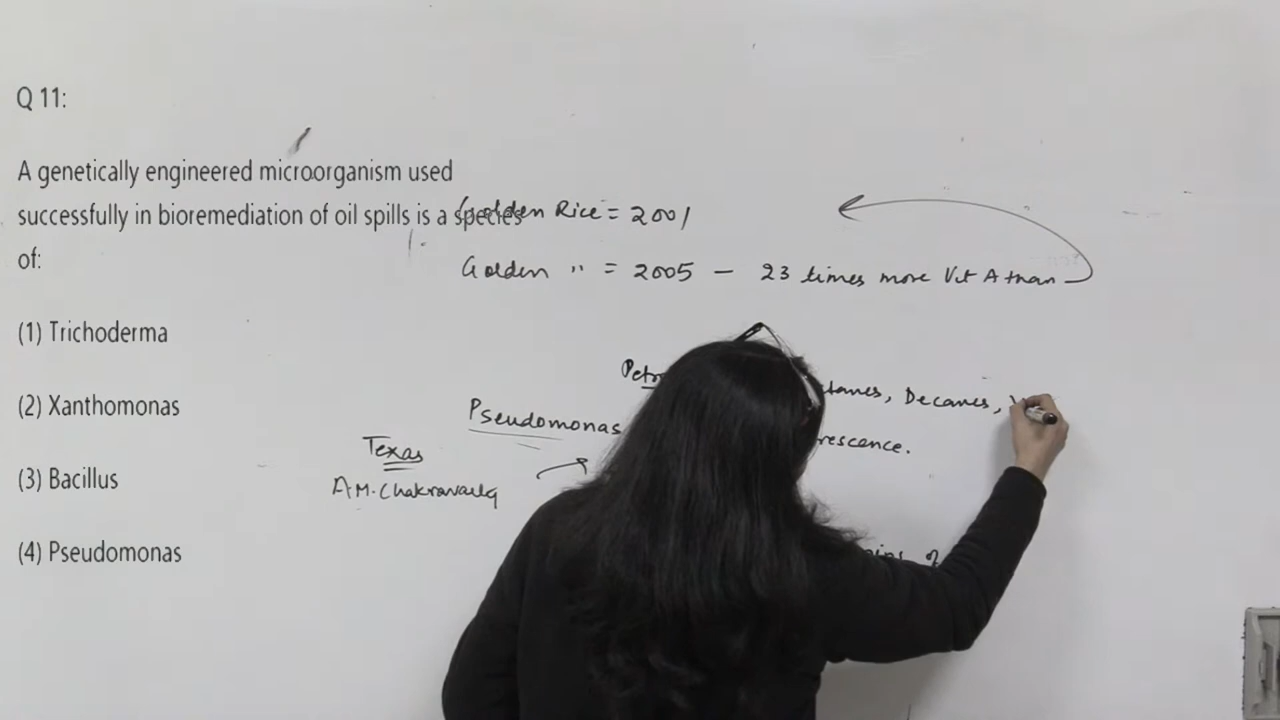 Q 11:
A genetically engineered microorganism used
successfully in bioremediation of oil spills is a species
of:
(1) Trichoderma
(2) Xanthomonas
(3) Bacillus
(4) Pseudomonas
Golden Rice = 2001
Golden " = 2005 - 23 times more Vit A than
Decanes,
Pseudomonas
rescence.
Texas
A.M. Chakravarty
of